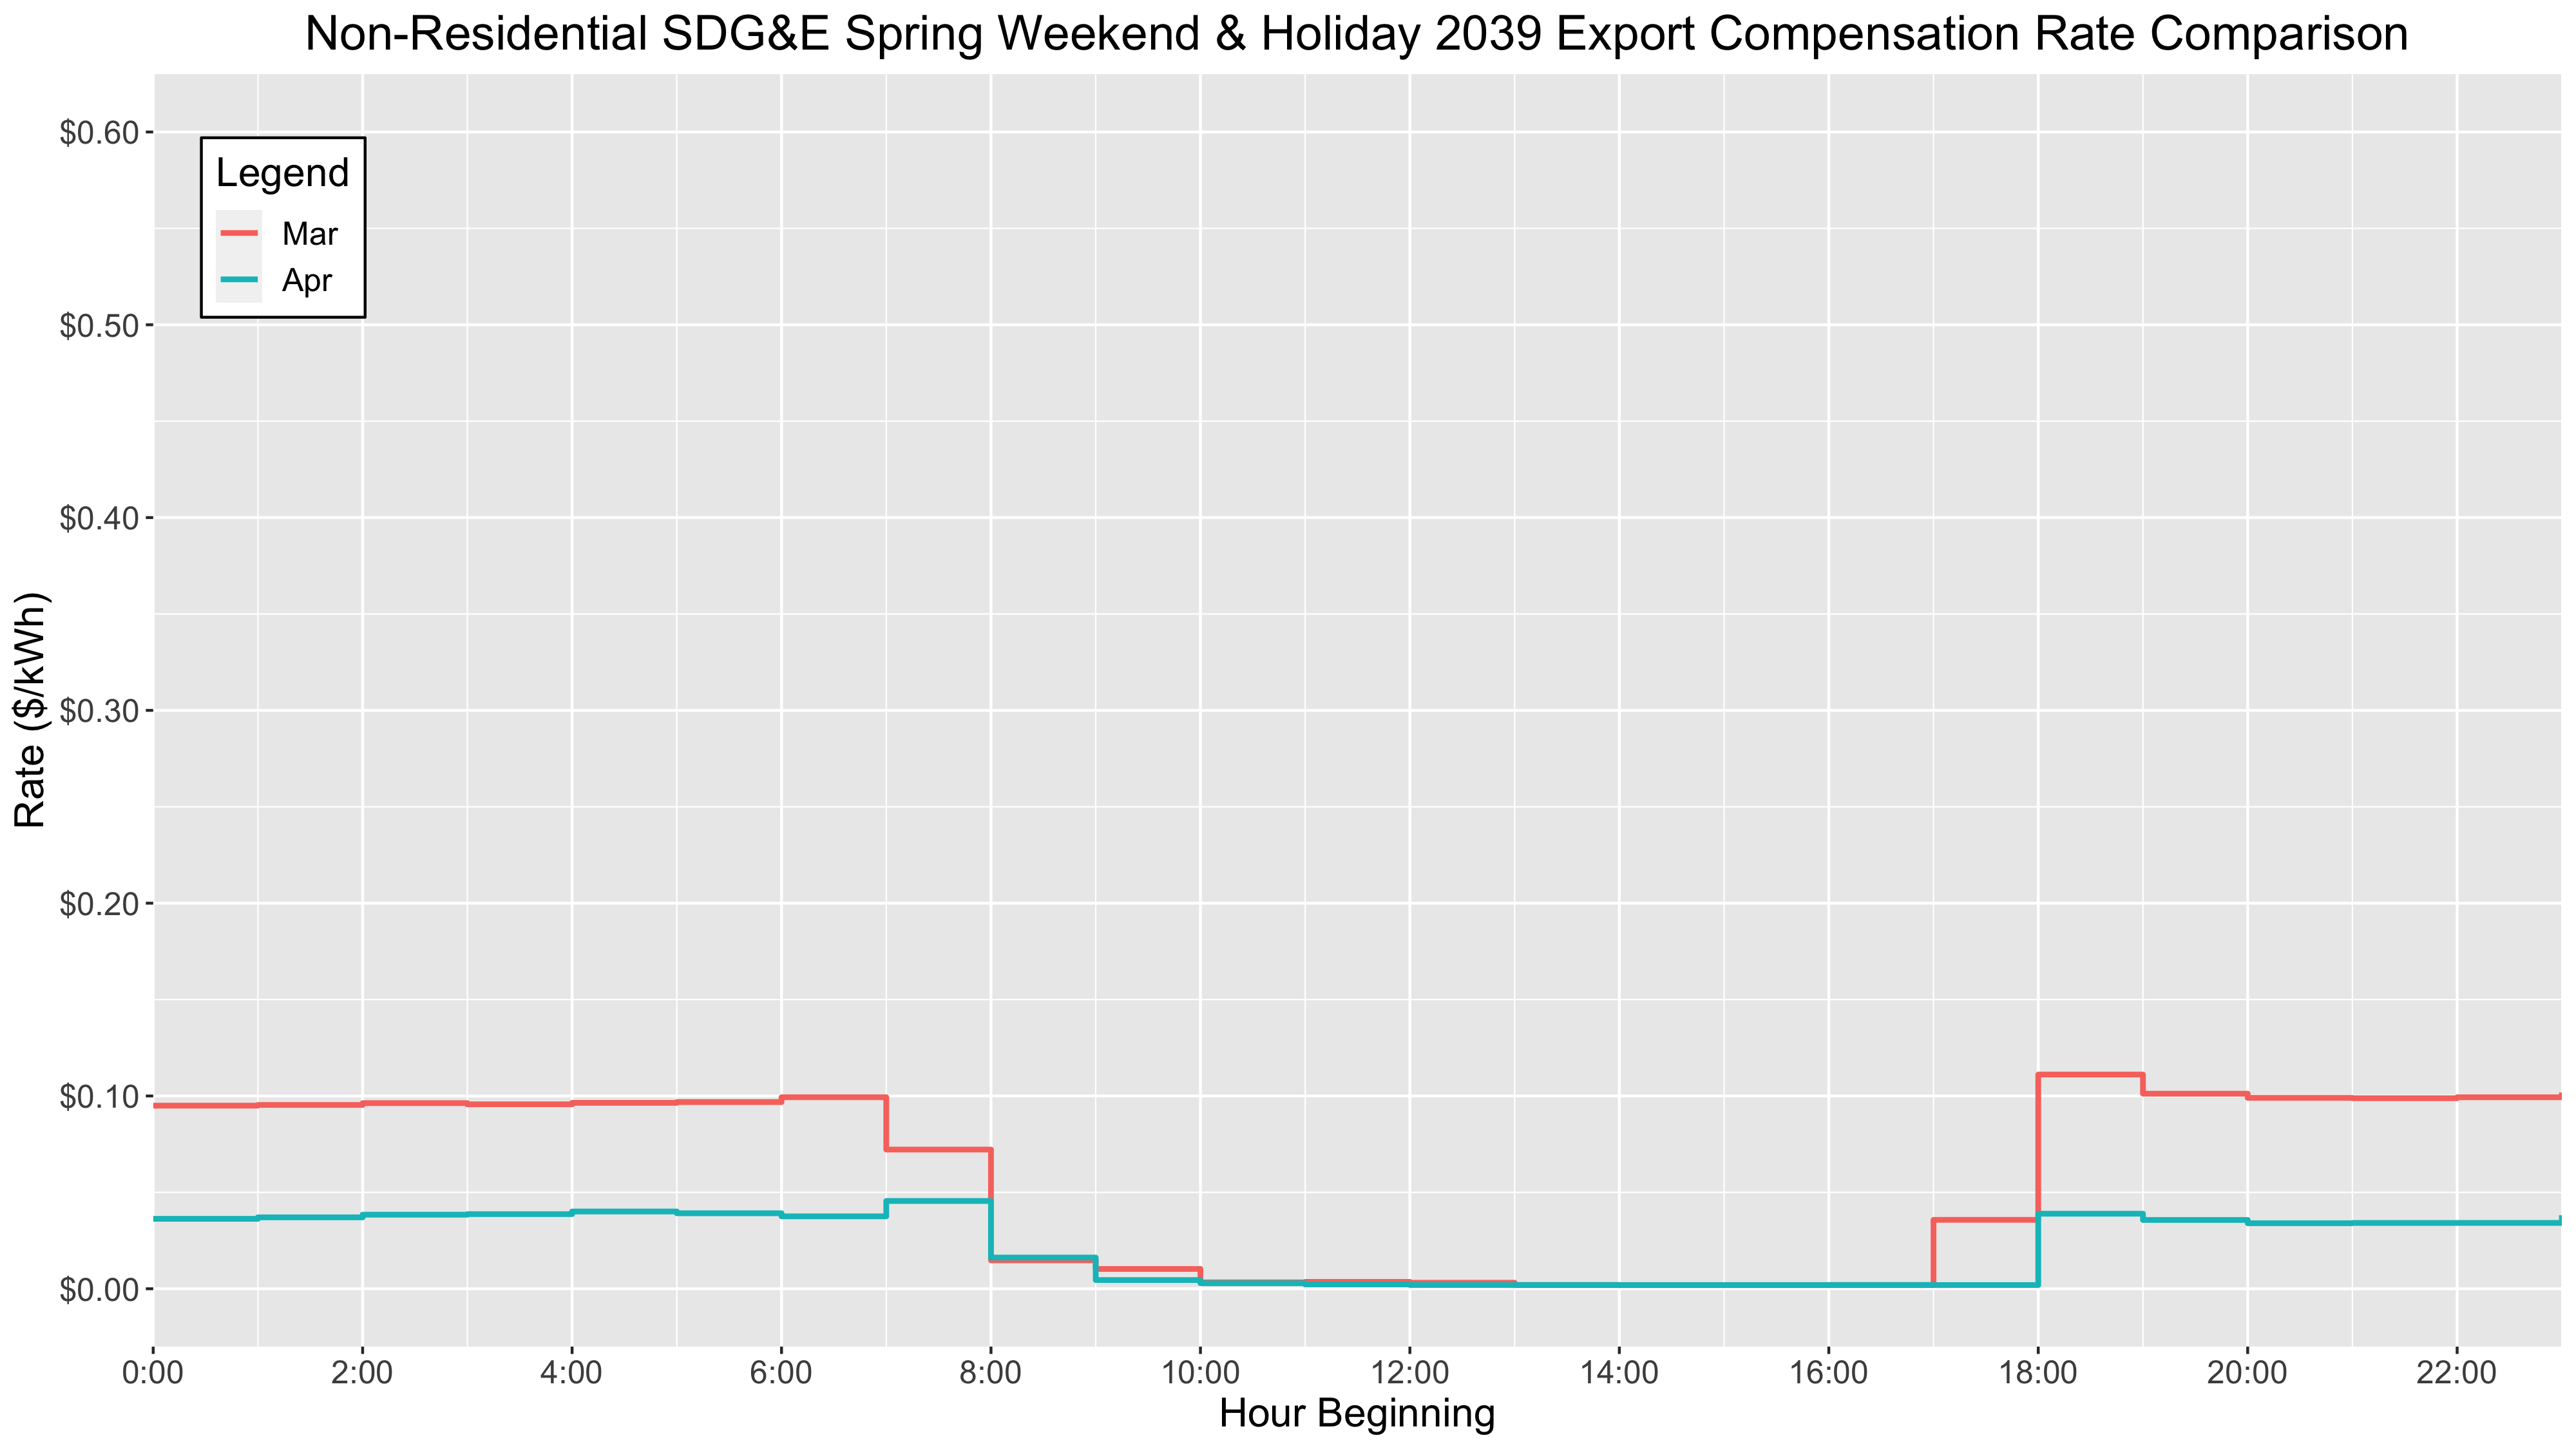 Non-Residential SDG&E Spring Weekend & Holiday 2039 Export Compensation Rate Comparison
Legend
Mar
Apr
Rate ($/kWh)
$0.60
$0.50
$0.40
$0.30
$0.20
$0.10
$0.00
0:00 2:00 4:00 6:00 8:00 10:00 12:00 14:00 16:00 18:00 20:00 22:00
Hour Beginning